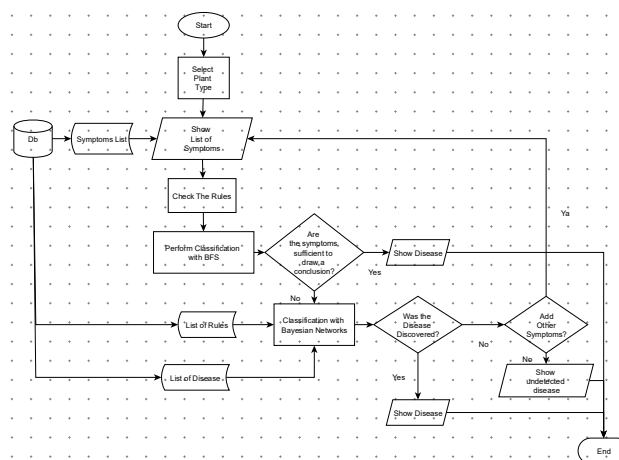 Start
Select
Plant
Type
Db
Symptoms List
Show
List of
Symptoms
Ya
Check The Rules
Perform Classification
with BFS
Are
the symptoms
sufficient to
draw a
conclusion?
Yes
Show Disease
No
List of Rules
Classification with
Bayesian Networks
Was the
Disease
Discovered?
No
Add
Other
Symptoms?
No
Show
undetected
disease
List of Disease
Yes
Show Disease
End